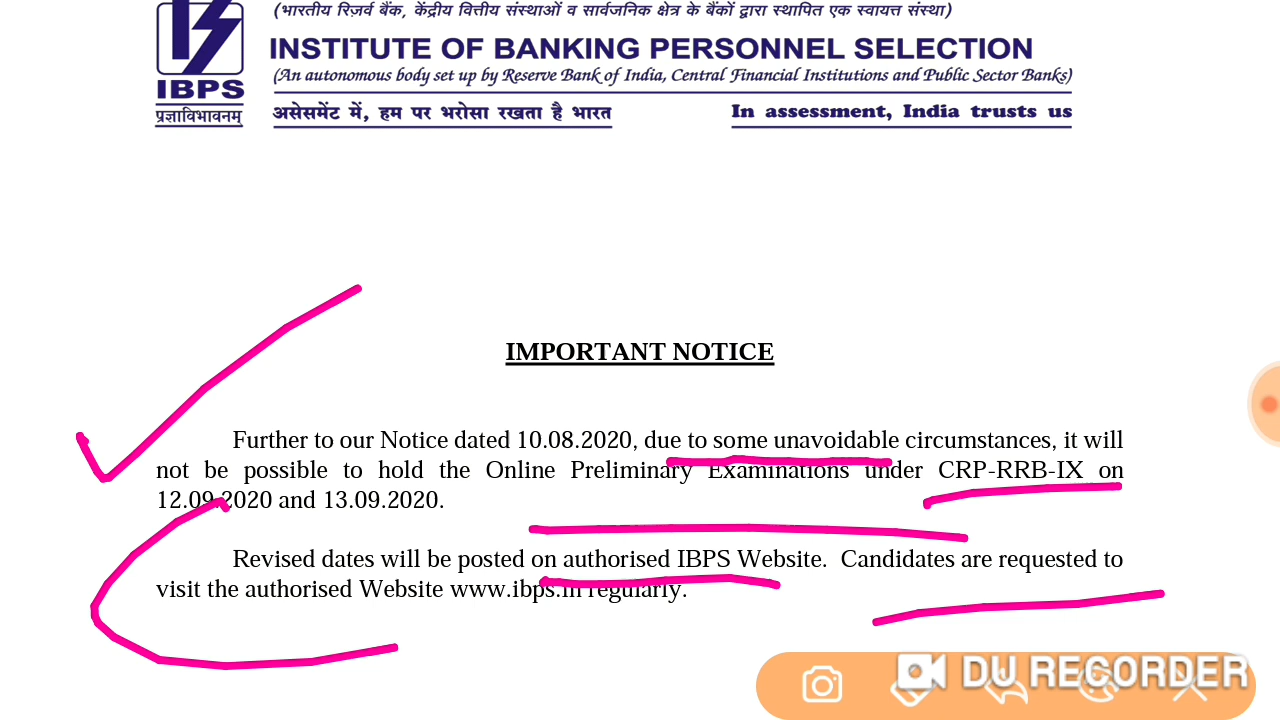 (भारतीय रिज़र्व बैंक, केंद्रीय वित्तीय संस्थाओं व सार्वजनिक क्षेत्र के बैंकों द्वारा स्थापित एक स्वायत्त संस्था)
INSTITUTE OF BANKING PERSONNEL SELECTION
(An autonomous body set up by Reserve Bank of India, Central Financial Institutions and Public Sector Banks)
IBPS
प्रज्ञाविभावनम्
असेसमेंट में, हम पर भरोसा रखता है भारत
In assessment, India trusts us
IMPORTANT NOTICE
Further to our Notice dated 10.08.2020, due to some unavoidable circumstances, it will
not be possible to hold the Online Preliminary Examinations under CRP-RRB-IX on
12.09.2020 and 13.09.2020.
Revised dates will be posted on authorised IBPS Website. Candidates are requested to
visit the authorised Website www.ibps.in regularly.
DU RECORDER